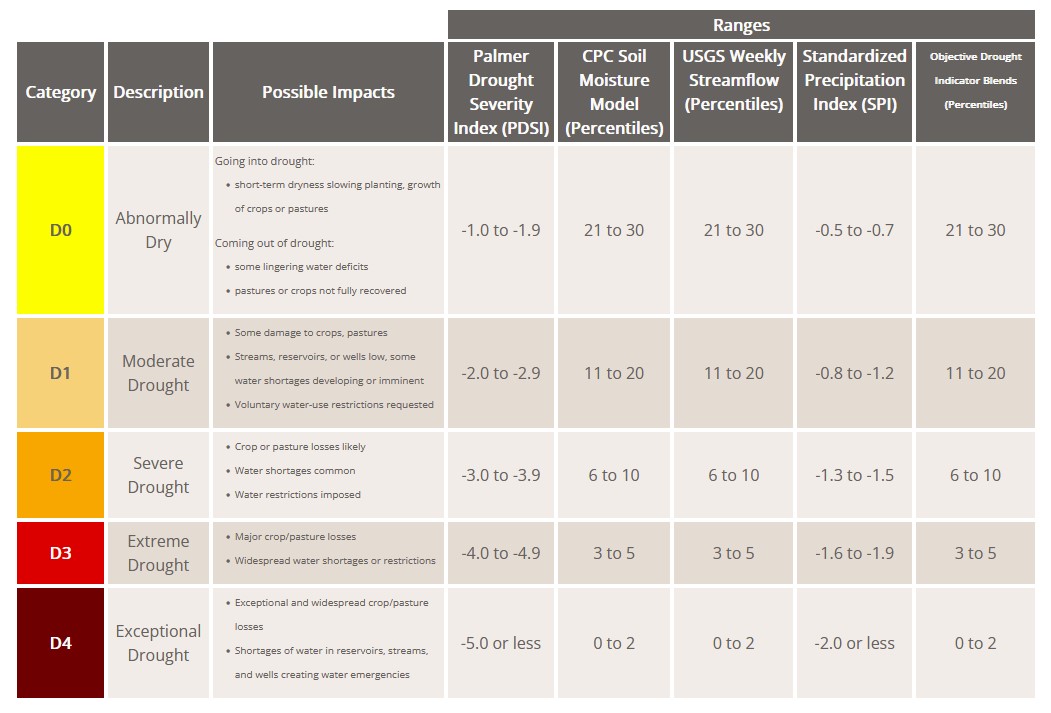 Ranges
Category Description Possible Impacts Palmer Drought Severity Index (PDSI) CPC Soil Moisture Model (Percentiles) USGS Weekly Streamflow (Percentiles) Standardized Precipitation Index (SPI) Objective Drought Indicator Blends (Percentiles)
D0
Abnormally
Dry
Going into drought:
• short-term dryness slowing planting, growth
of crops or pastures
Coming out of drought:
• some lingering water deficits
• pastures or crops not fully recovered
-1.0 to -1.9
21 to 30
21 to 30
-0.5 to -0.7
21 to 30
D1
Moderate
Drought
• Some damage to crops, pastures
• Streams, reservoirs, or wells low, some
water shortages developing or imminent
• Voluntary water-use restrictions requested
-2.0 to -2.9
11 to 20
11 to 20
-0.8 to -1.2
11 to 20
D2
Severe
Drought
• Crop or pasture losses likely
• Water shortages common
• Water restrictions imposed
-3.0 to -3.9
6 to 10
6 to 10
-1.3 to -1.5
6 to 10
D3
Extreme
Drought
• Major crop/pasture losses
• Widespread water shortages or restrictions
-4.0 to -4.9
3 to 5
3 to 5
-1.6 to -1.9
3 to 5
D4
Exceptional
Drought
• Exceptional and widespread crop/pasture
losses
• Shortages of water in reservoirs, streams,
and wells creating water emergencies
-5.0 or less
0 to 2
0 to 2
-2.0 or less
0 to 2